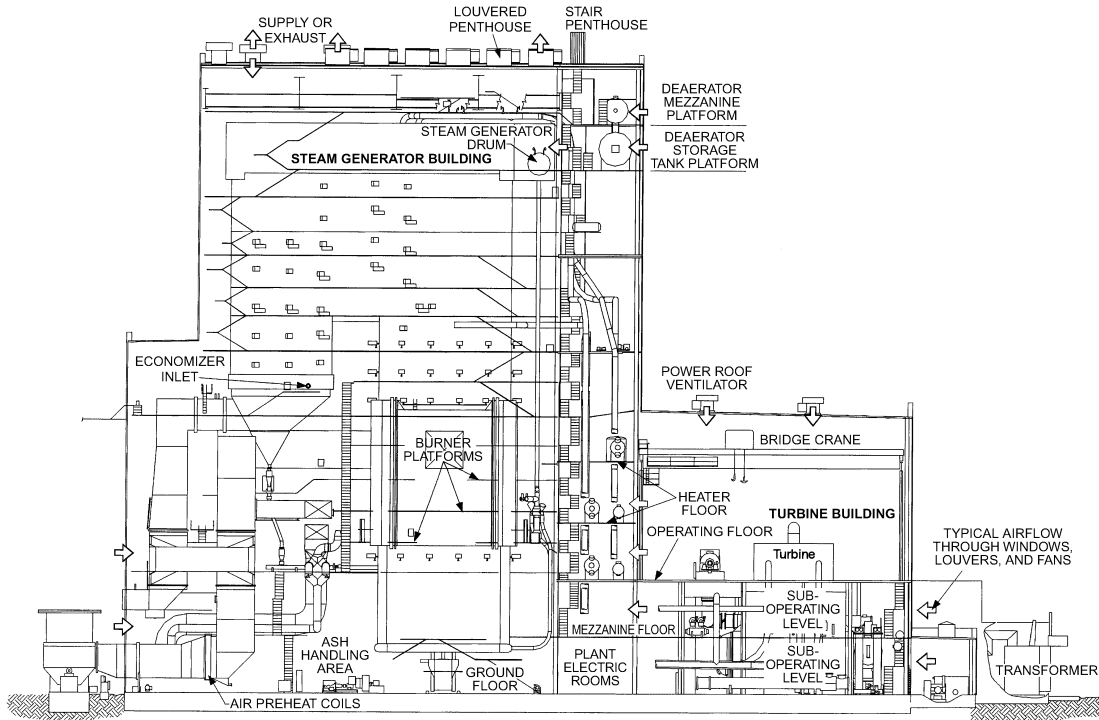 SUPPLY OR
EXHAUST
LOUVERED
PENTHOUSE
STAIR
PENTHOUSE
DEAERATOR
MEZZANINE
PLATFORM
DEAERATOR
STORAGE
TANK PLATFORM
STEAM GENERATOR
DRUM
STEAM GENERATOR BUILDING
ECONOMIZER
INLET
POWER ROOF
VENTILATOR
BRIDGE CRANE
BURNER
PLATFORMS
HEATER
FLOOR
TURBINE BUILDING
OPERATING FLOOR
TYPICAL AIRFLOW
THROUGH WINDOWS,
LOUVERS, AND FANS
Turbine
SUB-
OPERATING
LEVEL
MEZZANINE FLOOR
ASH
HANDLING
AREA
PLANT
ELECTRIC
ROOMS
SUB-
OPERATING
LEVEL
GROUND
FLOOR
TRANSFORMER
AIR PREHEAT COILS